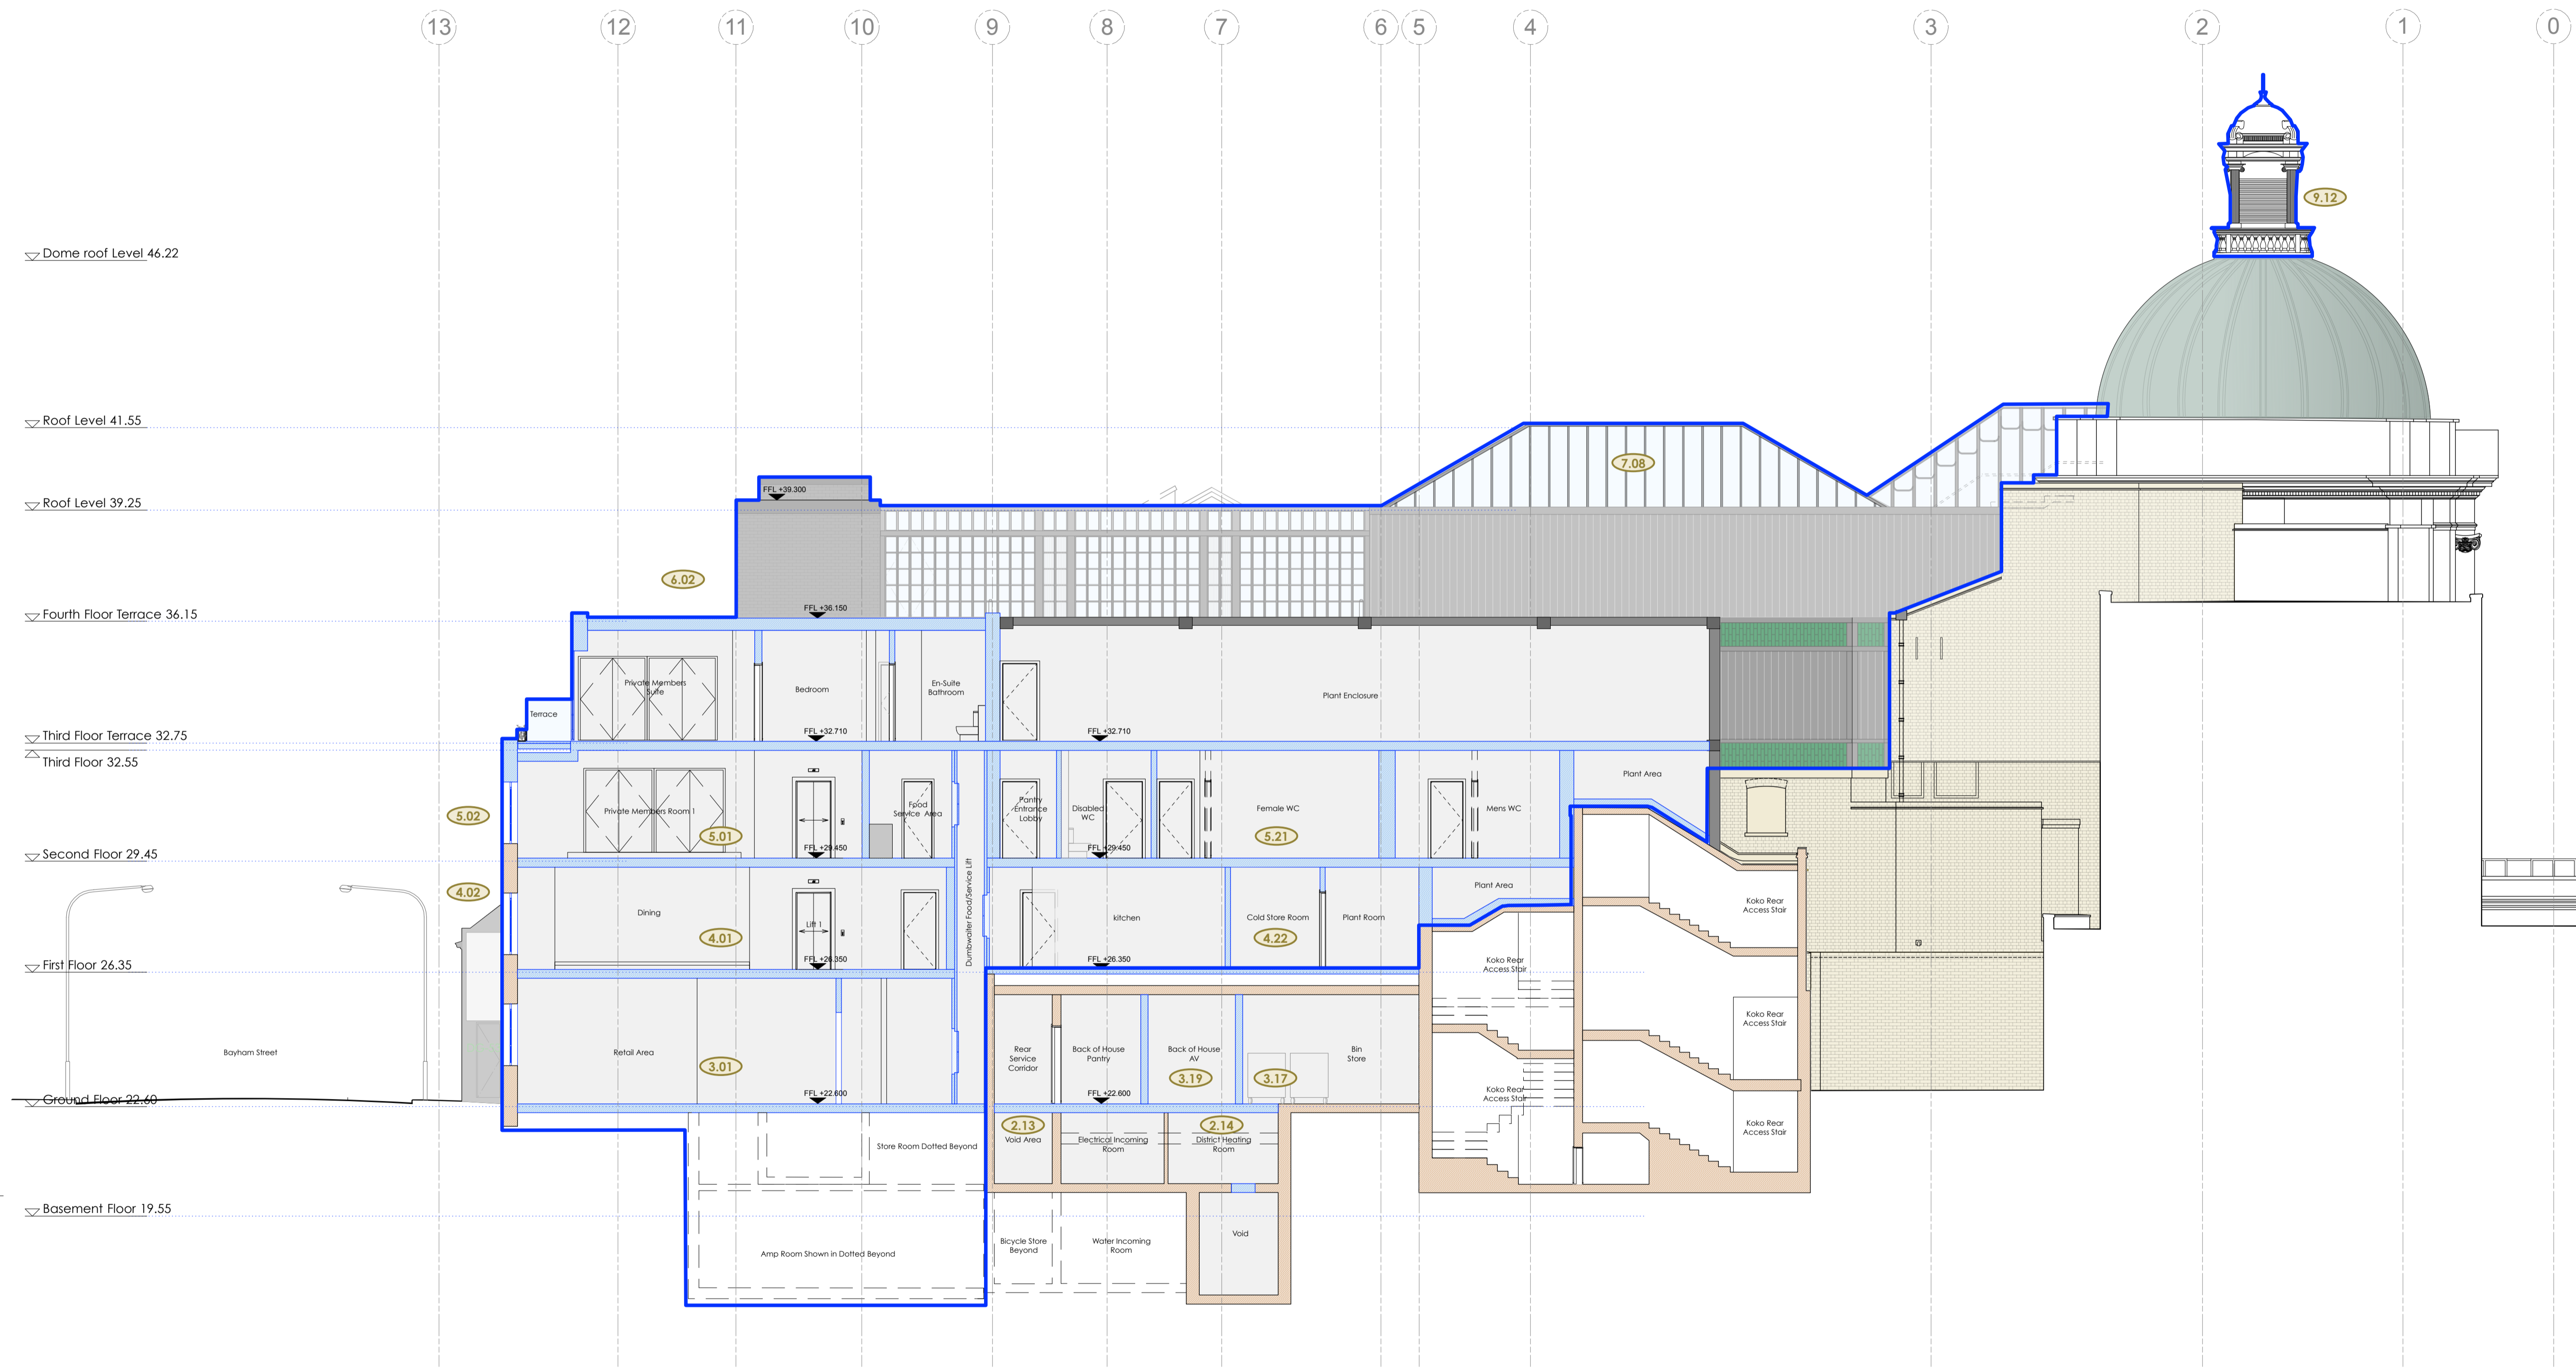 13
12
11
10
9
8
7
6
5
4
3
2
1
0
9.12
Dome roof Level 46.22
Roof Level 41.55
7.08
FFL +39.300
Roof Level 39.25
6.02
FFL +36.150
Fourth Floor Terrace 36.15
Private Members
Suite
Bedroom
En-Suite
Bathroom
Plant Enclosure
Terrace
FFL +32.710
FFL +32.710
Third Floor Terrace 32.75
Third Floor 32.55
Plant Area
5.02
Private Members Room 1
5.01
Food
Service Area
Pantry
Entrance
Lobby
Disabled
WC
Female WC
5.21
Mens WC
FFL +29.450
FFL +29.450
Second Floor 29.45
4.02
Dining
4.01
Lift 1
Dumbwaiter Food/Service Lift
kitchen
Cold Store Room
4.22
Plant Room
Plant Area
Koko Rear
Access Stair
FFL +26.350
FFL +26.350
First Floor 26.35
Koko Rear
Access Stair
Koko Rear
Access Stair
Bayham Street
Retail Area
3.01
Rear
Service
Corridor
Back of House
Pantry
Back of House
AV
3.19
3.17
Bin
Store
Koko Rear
Access Stair
FFL +22.600
FFL +22.600
Ground Floor 22.60
2.13
Void Area
Electrical Incoming
Room
2.14
District Heating
Room
Koko Rear
Access Stair
Store Room Dotted Beyond
Basement Floor 19.55
Amp Room Shown in Dotted Beyond
Bicycle Store
Beyond
Water Incoming
Room
Void